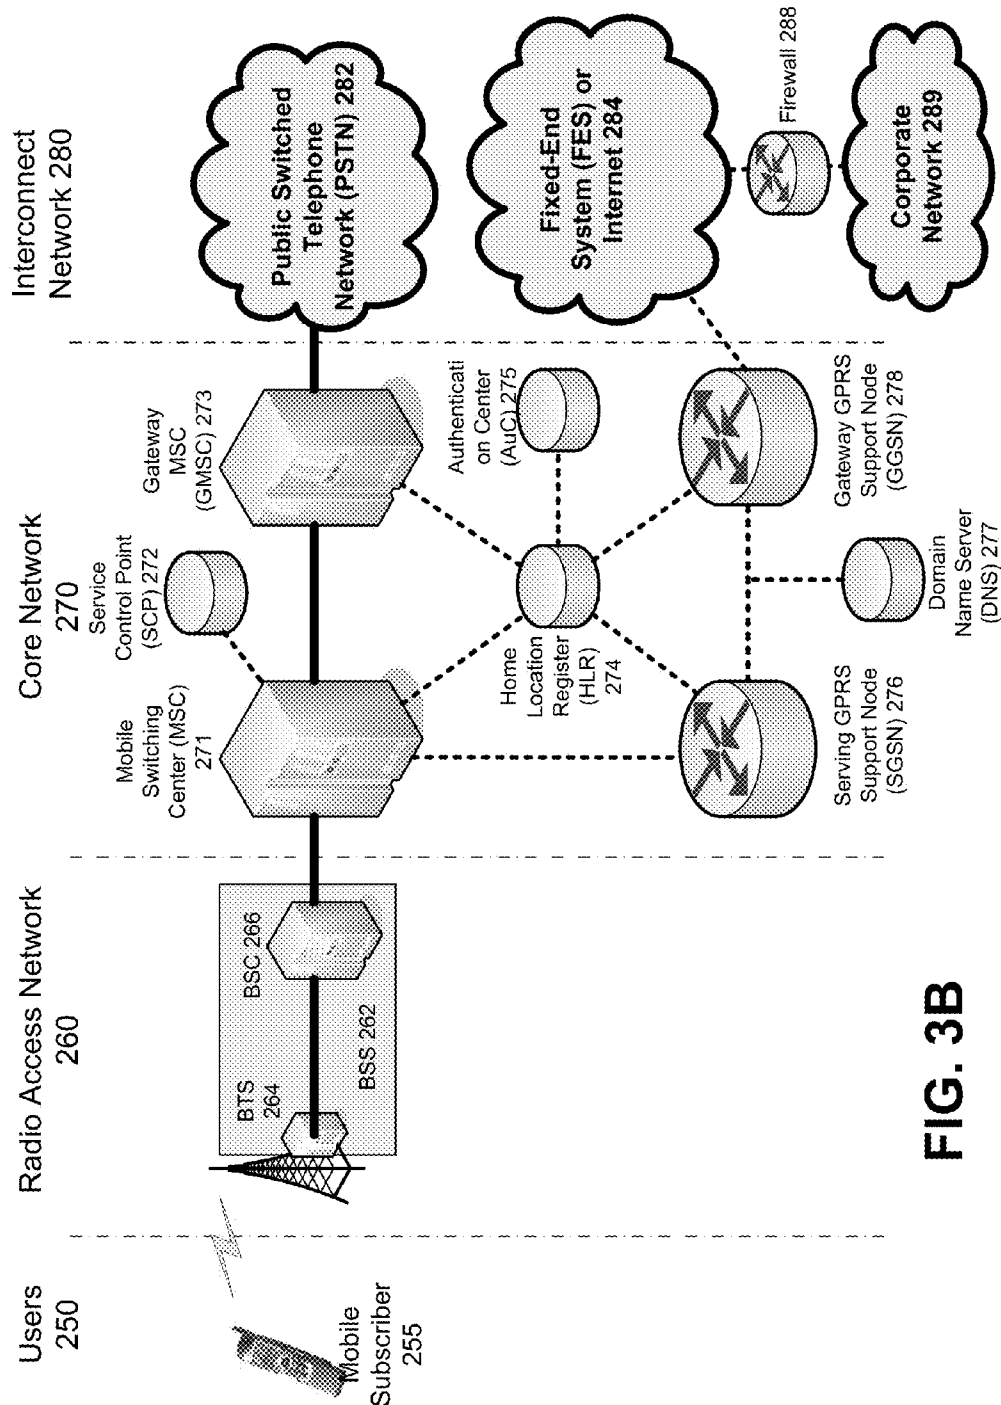 Users
250
Radio Access Network
260
Core Network
270
Interconnect
Network 280
Mobile
Subscriber
255
BTS
264
BSC 266
BSS 262
Mobile
Switching
Center (MSC)
271
Service
Control Point
(SCP) 272
Gateway
MSC
(GMSC) 273
Public Switched
Telephone
Network (PSTN) 282
Home
Location
Register
(HLR)
274
Authenticati
on Center
(AuC) 275
Fixed-End
System (FES) or
Internet 284
Firewall 288
Serving GPRS
Support Node
(SGSN) 276
Domain
Name Server
(DNS) 277
Gateway GPRS
Support Node
(GGSN) 278
Corporate
Network 289
FIG. 3B